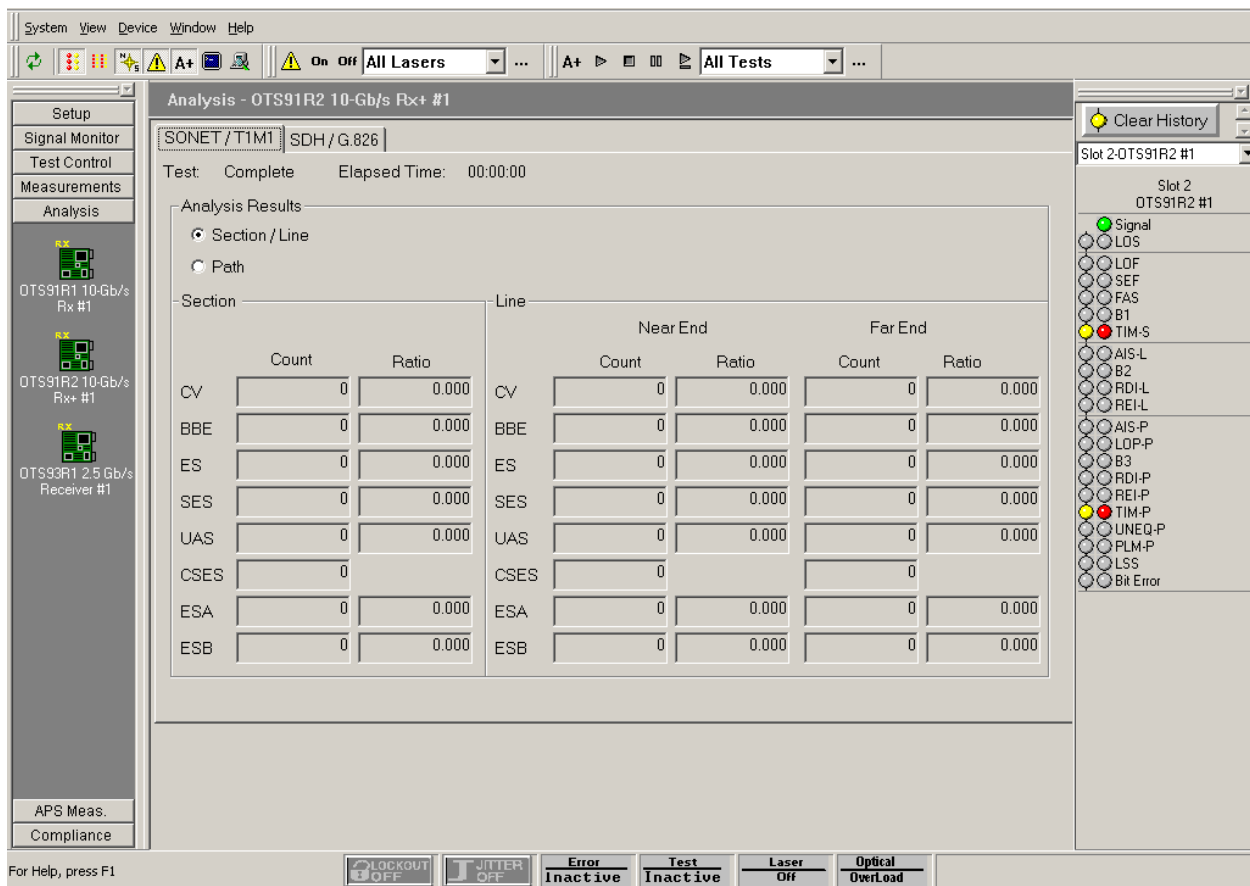 System View Device Window Help
A+ On Off All Lasers ... A+ All Tests ...
Setup
Signal Monitor
Test Control
Measurements
Analysis
RX
OTS91R1 10-Gb/s
Rx #1
RX
OTS91R2 10-Gb/s
Rx+ #1
RX
OTS93R1 2.5 Gb/s
Receiver #1
APS Meas.
Compliance
Analysis - OTS91R2 10-Gb/s Rx+ #1
SONET / T1M1 SDH / G.826
Test: Complete Elapsed Time: 00:00:00
Analysis Results
Section / Line
Path
Section
Count Ratio
CV 0 0.000
BBE 0 0.000
ES 0 0.000
SES 0 0.000
UAS 0 0.000
CSES 0
ESA 0 0.000
ESB 0 0.000
Line
Near End Far End
Count Ratio Count Ratio
CV 0 0.000 0 0.000
BBE 0 0.000 0 0.000
ES 0 0.000 0 0.000
SES 0 0.000 0 0.000
UAS 0 0.000 0 0.000
CSES 0 0
ESA 0 0.000 0 0.000
ESB 0 0.000 0 0.000
Clear History
Slot 2-OTS91R2 #1
Slot 2
OTS91R2 #1
Signal
LOS
LOF
SEF
FAS
B1
TIM-S
AIS-L
B2
RDI-L
REI-L
AIS-P
LOP-P
B3
RDI-P
REI-P
TIM-P
UNEQ-P
PLM-P
LSS
Bit Error
For Help, press F1
LOCKOUT
OFF
JITTER
OFF
Error
Inactive
Test
Inactive
Laser
Off
Optical
OverLoad